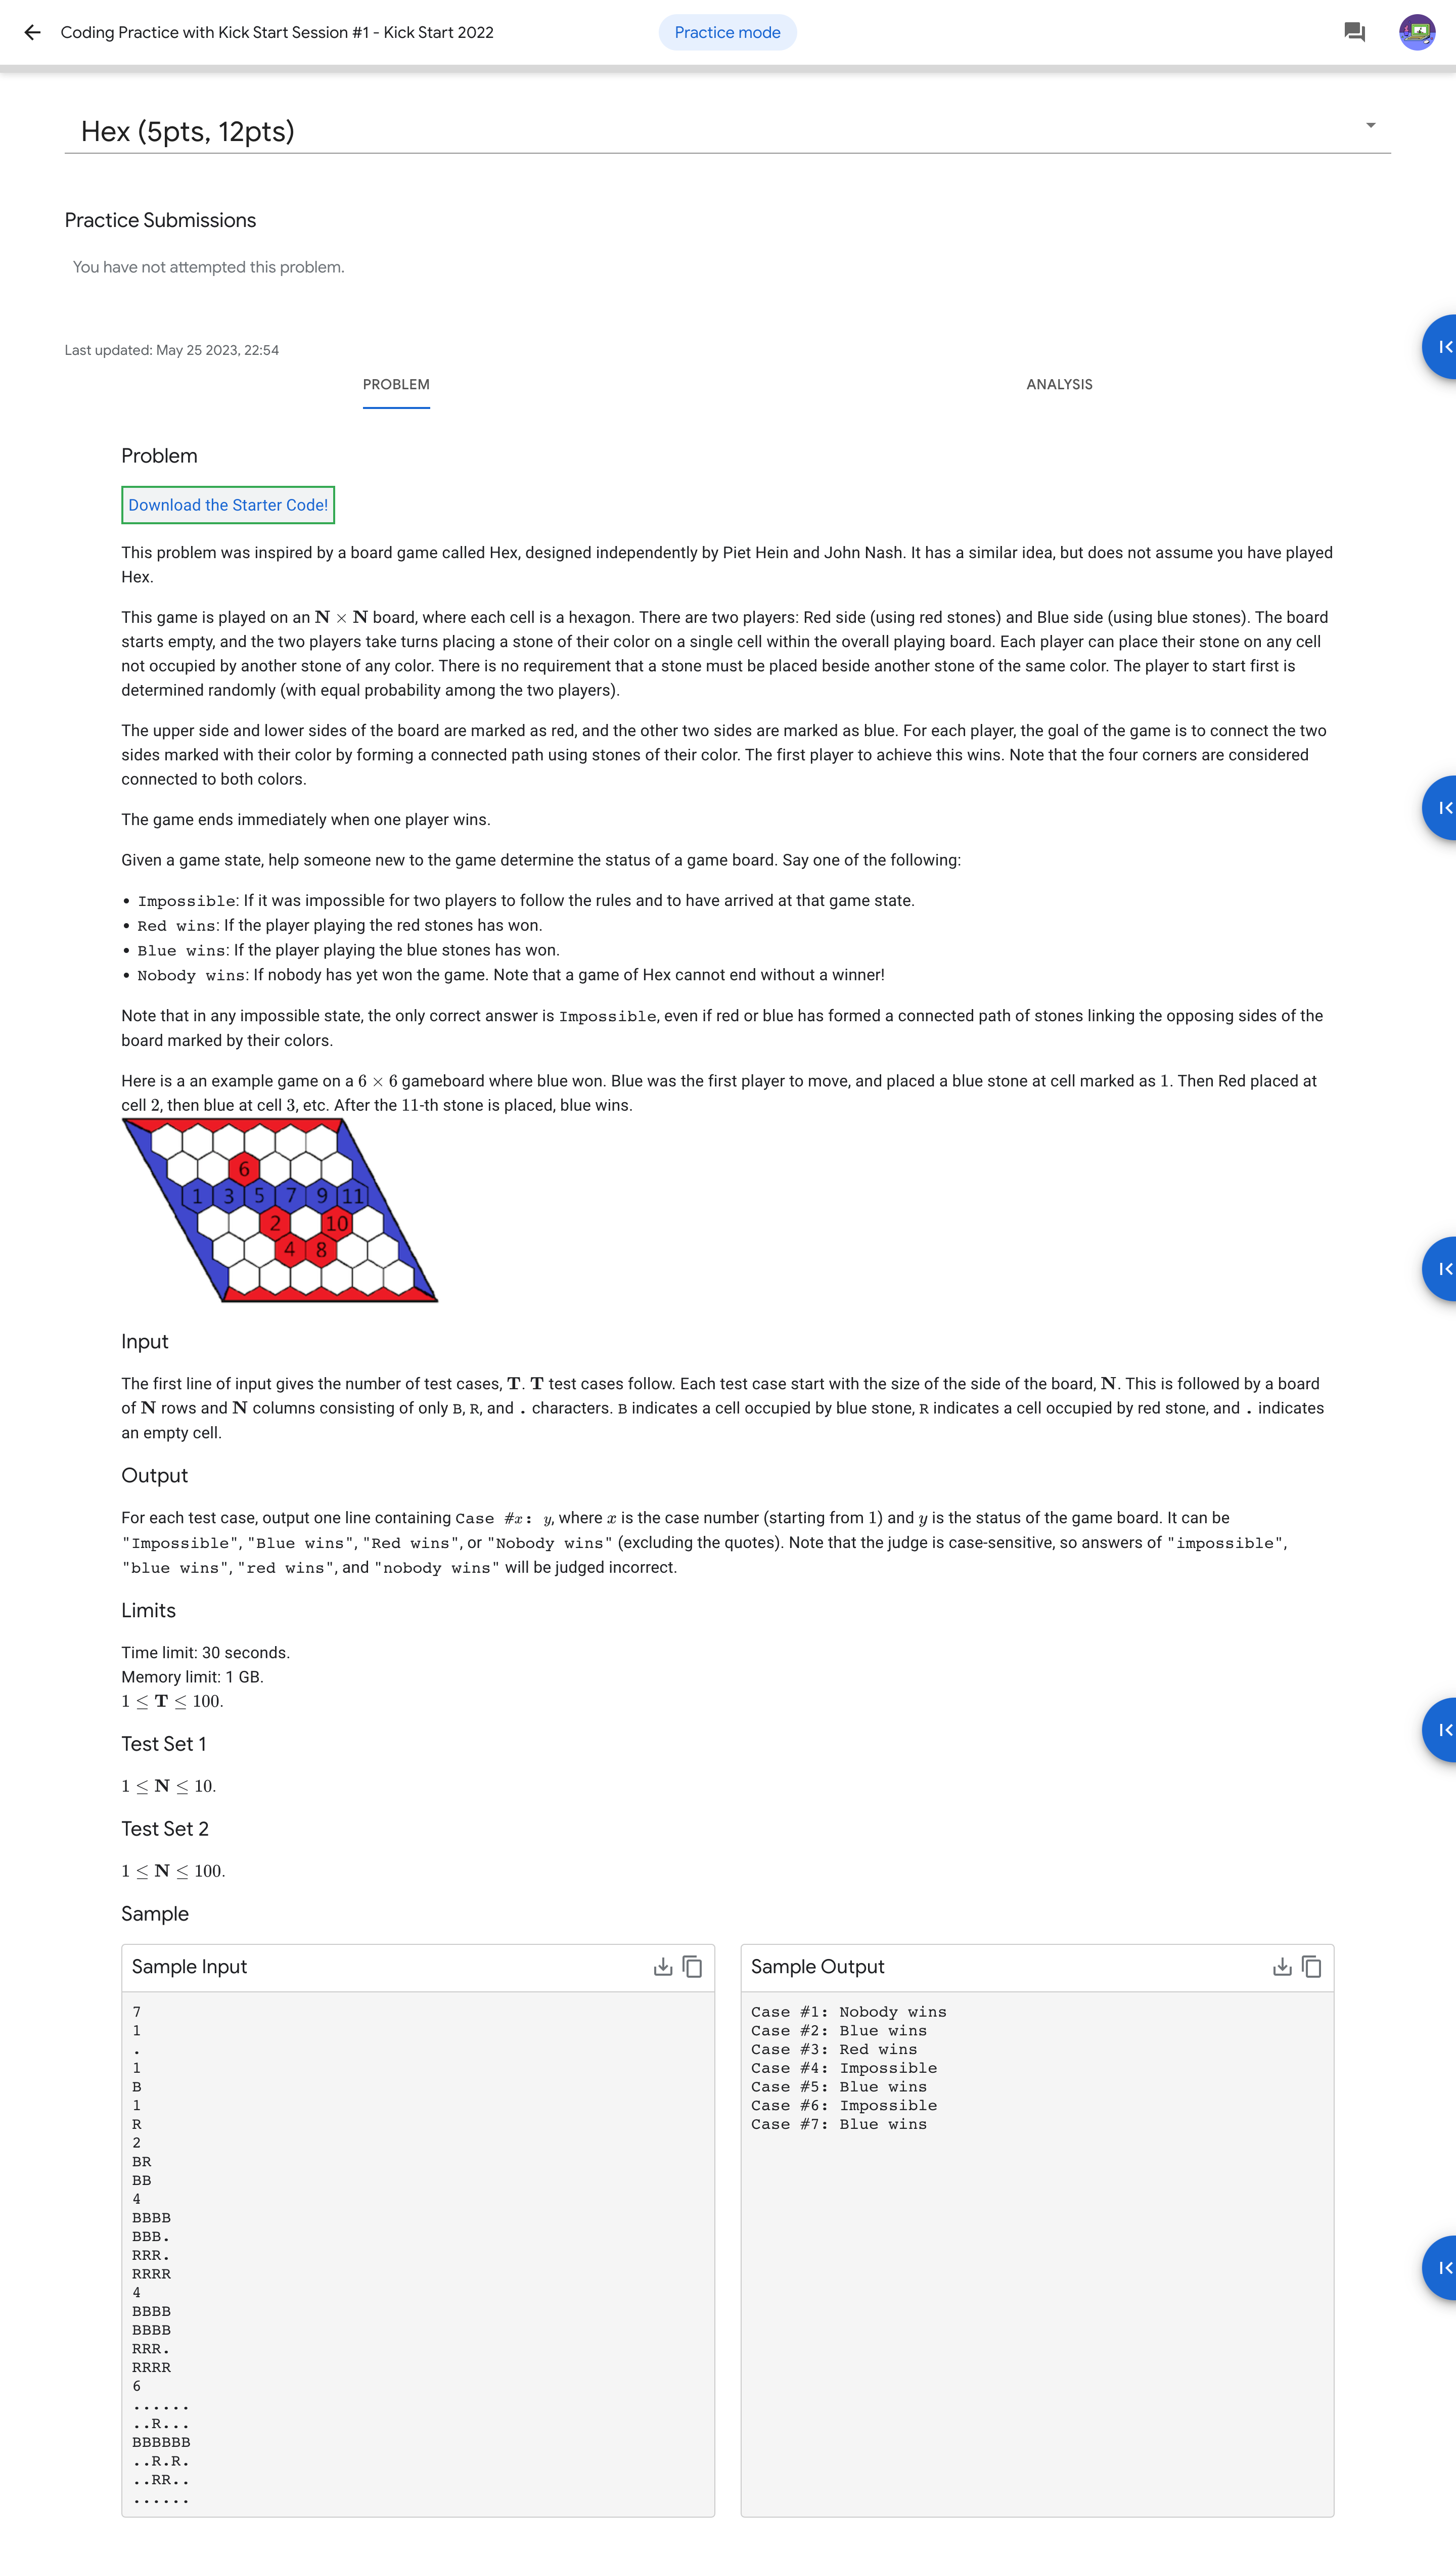 Coding Practice with Kick Start Session #1 - Kick Start 2022
Practice mode
Hex (5pts, 12pts)
Practice Submissions
You have not attempted this problem.
Last updated: May 25 2023, 22:54
PROBLEM
ANALYSIS
Problem
Download the Starter Code!
This problem was inspired by a board game called Hex, designed independently by Piet Hein and John Nash. It has a similar idea, but does not assume you have played
Hex.
This game is played on an N × N board, where each cell is a hexagon. There are two players: Red side (using red stones) and Blue side (using blue stones). The board
starts empty, and the two players take turns placing a stone of their color on a single cell within the overall playing board. Each player can place their stone on any cell
not occupied by another stone of any color. There is no requirement that a stone must be placed beside another stone of the same color. The player to start first is
determined randomly (with equal probability among the two players).
The upper side and lower sides of the board are marked as red, and the other two sides are marked as blue. For each player, the goal of the game is to connect the two
sides marked with their color by forming a connected path using stones of their color. The first player to achieve this wins. Note that the four corners are considered
connected to both colors.
The game ends immediately when one player wins.
Given a game state, help someone new to the game determine the status of a game board. Say one of the following:
• Impossible: If it was impossible for two players to follow the rules and to have arrived at that game state.
• Red wins: If the player playing the red stones has won.
• Blue wins: If the player playing the blue stones has won.
• Nobody wins: If nobody has yet won the game. Note that a game of Hex cannot end without a winner!
Note that in any impossible state, the only correct answer is Impossible, even if red or blue has formed a connected path of stones linking the opposing sides of the
board marked by their colors.
Here is a an example game on a 6 × 6 gameboard where blue won. Blue was the first player to move, and placed a blue stone at cell marked as 1. Then Red placed at
cell 2, then blue at cell 3, etc. After the 11-th stone is placed, blue wins.
6
1 3 5 7 9 11
2 10
4 8
Input
The first line of input gives the number of test cases, T. T test cases follow. Each test case start with the size of the side of the board, N. This is followed by a board
of N rows and N columns consisting of only B, R, and . characters. B indicates a cell occupied by blue stone, R indicates a cell occupied by red stone, and . indicates
an empty cell.
Output
For each test case, output one line containing Case #x: y, where x is the case number (starting from 1) and y is the status of the game board. It can be
"Impossible", "Blue wins", "Red wins", or "Nobody wins" (excluding the quotes). Note that the judge is case-sensitive, so answers of "impossible",
"blue wins", "red wins", and "nobody wins" will be judged incorrect.
Limits
Time limit: 30 seconds.
Memory limit: 1 GB.
1 ≤ T ≤ 100.
Test Set 1
1 ≤ N ≤ 10.
Test Set 2
1 ≤ N ≤ 100.
Sample
Sample Input
7
1
.
1
B
1
R
2
BR
BB
4
BBBB
BBB.
RRR.
RRRR
4
BBBB
BBBB
RRR.
RRRR
6
......
..R...
BBBBBB
..R.R.
..RR..
......
Sample Output
Case #1: Nobody wins
Case #2: Blue wins
Case #3: Red wins
Case #4: Impossible
Case #5: Blue wins
Case #6: Impossible
Case #7: Blue wins